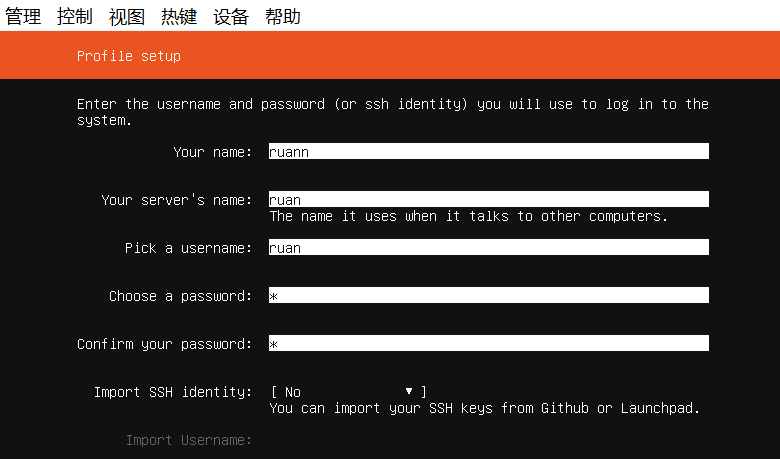 管理 控制 视图 热键 设备 帮助
Profile setup
Enter the username and password (or ssh identity) you will use to log in to the
system.
Your name: ruann
Your server's name: ruan
The name it uses when it talks to other computers.
Pick a username: ruan
Choose a password: *
Confirm your password: *
Import SSH identity: [ No ▼ ]
You can import your SSH keys from Github or Launchpad.
Import Username: